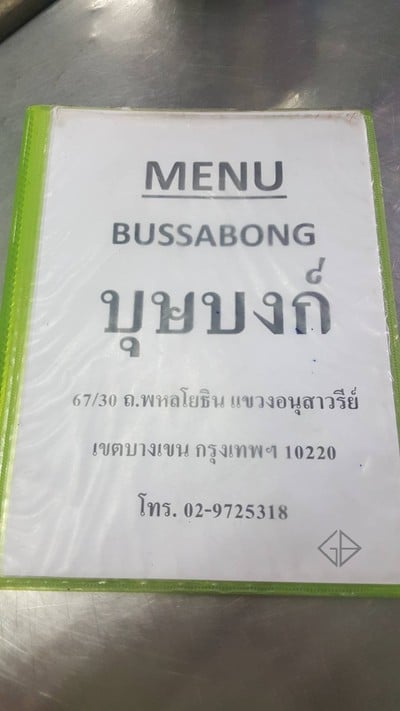 MENU
BUSSABONG
บุษบงก์
67/30 ถ.พหลโยธิน แขวงอนุสาวรีย์
เขตบางเขน กรุงเทพฯ 10220
โทร. 02-9725318